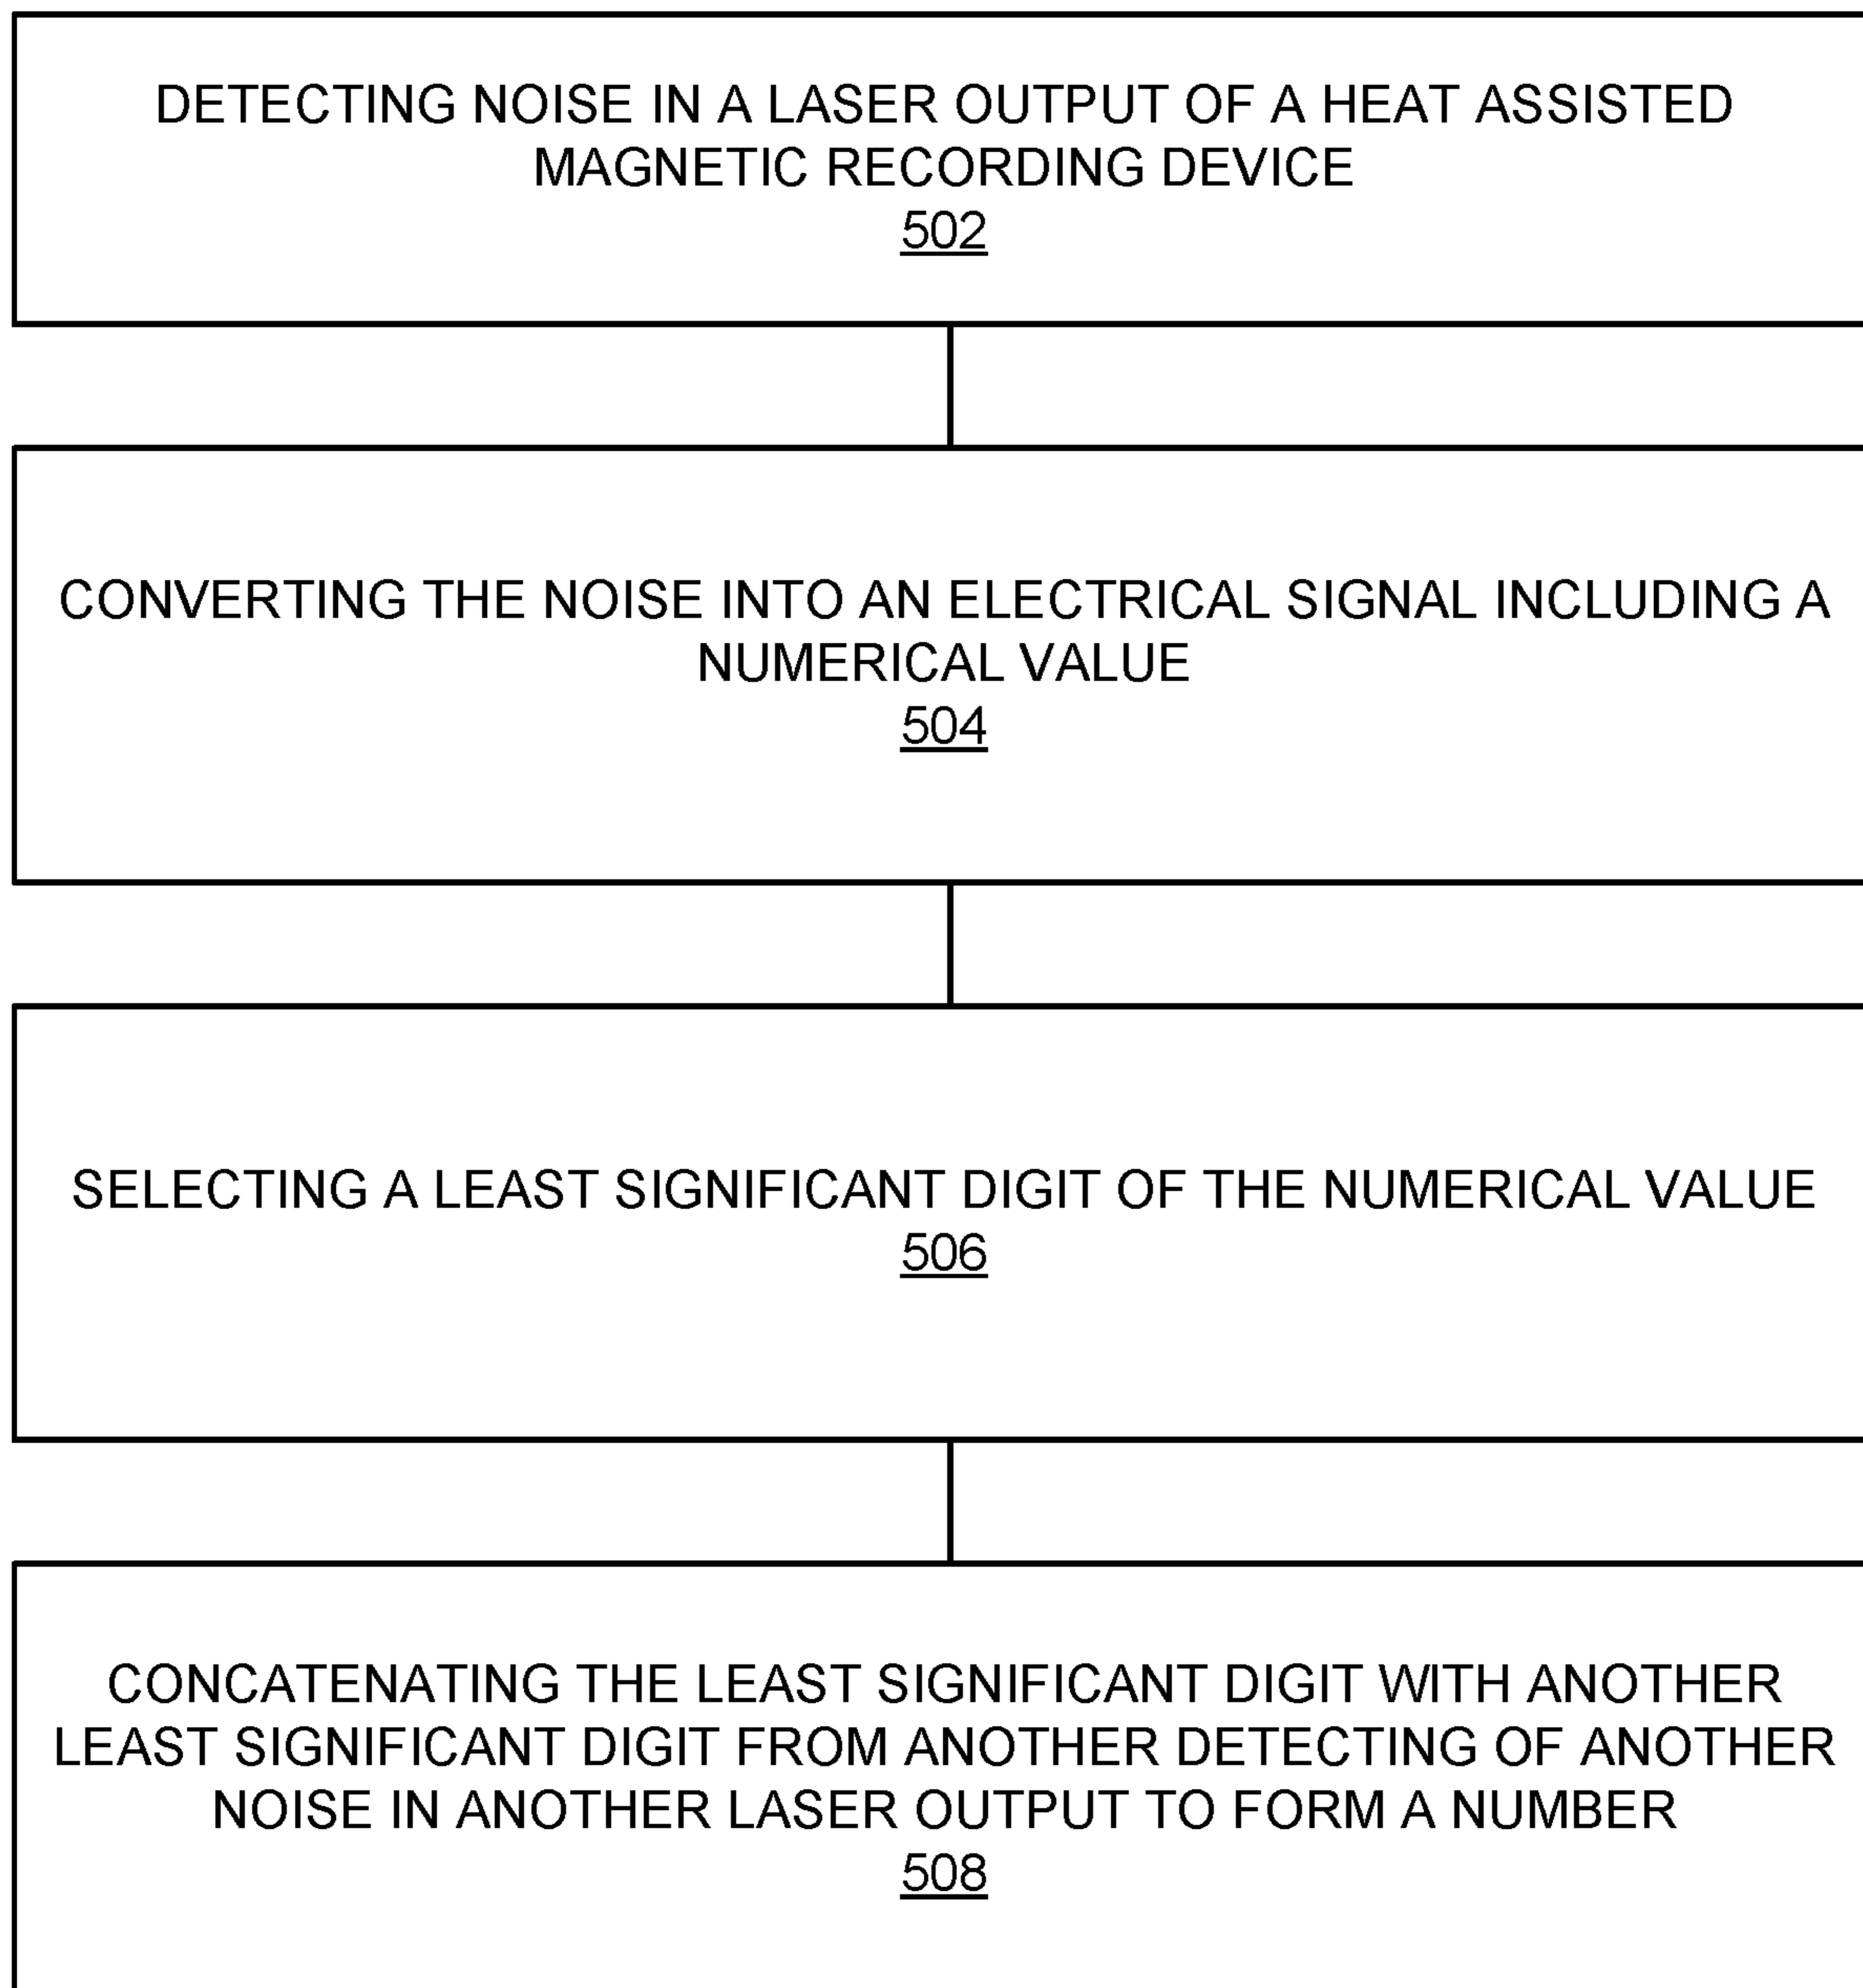 DETECTING NOISE IN A LASER OUTPUT OF A HEAT ASSISTED
MAGNETIC RECORDING DEVICE
502
CONVERTING THE NOISE INTO AN ELECTRICAL SIGNAL INCLUDING A
NUMERICAL VALUE
504
SELECTING A LEAST SIGNIFICANT DIGIT OF THE NUMERICAL VALUE
506
CONCATENATING THE LEAST SIGNIFICANT DIGIT WITH ANOTHER
LEAST SIGNIFICANT DIGIT FROM ANOTHER DETECTING OF ANOTHER
NOISE IN ANOTHER LASER OUTPUT TO FORM A NUMBER
508